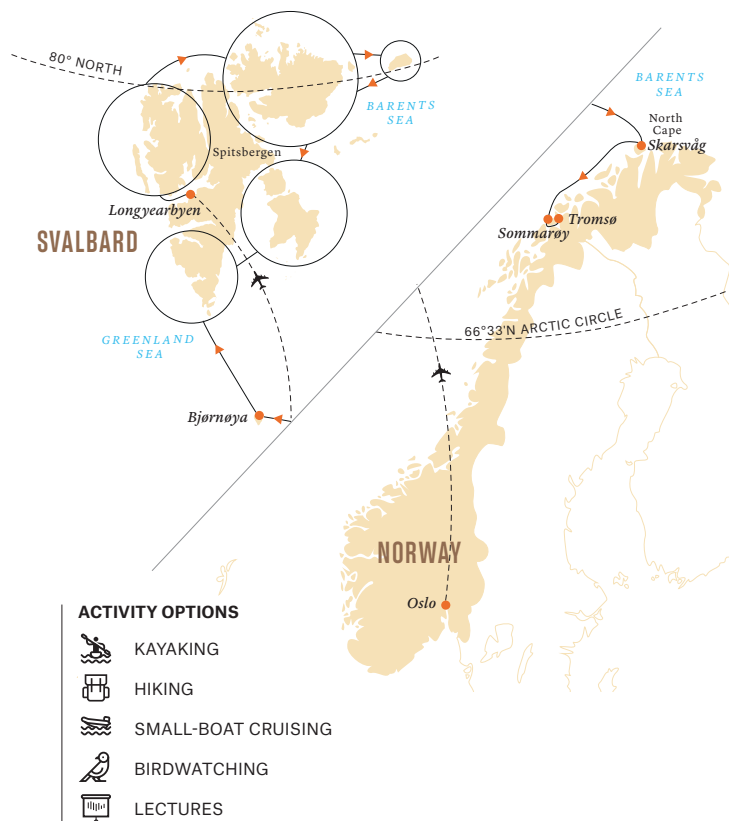 80° NORTH
BARENTS
SEA
Spitsbergen
Longyearbyen
SVALBARD
GREENLAND
SEA
Bjørnøya
BARENTS
SEA
North
Cape
Skarsvåg
Tromsø
Sommarøy
66°33'N ARCTIC CIRCLE
NORWAY
Oslo
ACTIVITY OPTIONS
KAYAKING
HIKING
SMALL-BOAT CRUISING
BIRDWATCHING
LECTURES